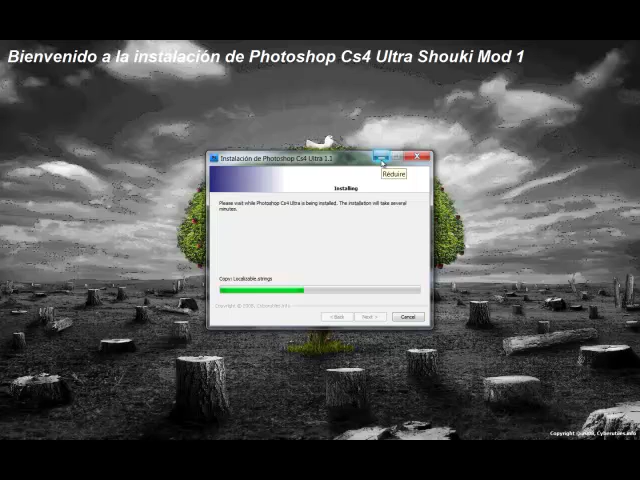 Bienvenido a la instalación de Photoshop Cs4 Ultra Shouki Mod 1
Instalación de Photoshop Cs4 Ultra 1.1
Réduire
Installing
Please wait while Photoshop Cs4 Ultra is being installed. The installation will take several
minutes.
Copy: Localizable.strings
< Back
Next >
Cancel